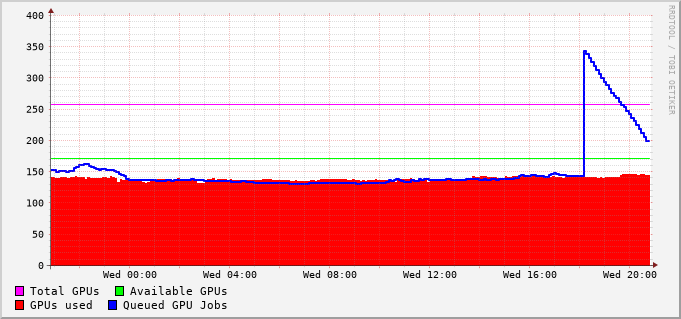 400
350
300
250
200
150
100
50
0
Wed 00:00 Wed 04:00 Wed 08:00 Wed 12:00 Wed 16:00 Wed 20:00
Total GPUs Available GPUs
GPUs used Queued GPU Jobs
RRDTOOL / TOBI OETIKER